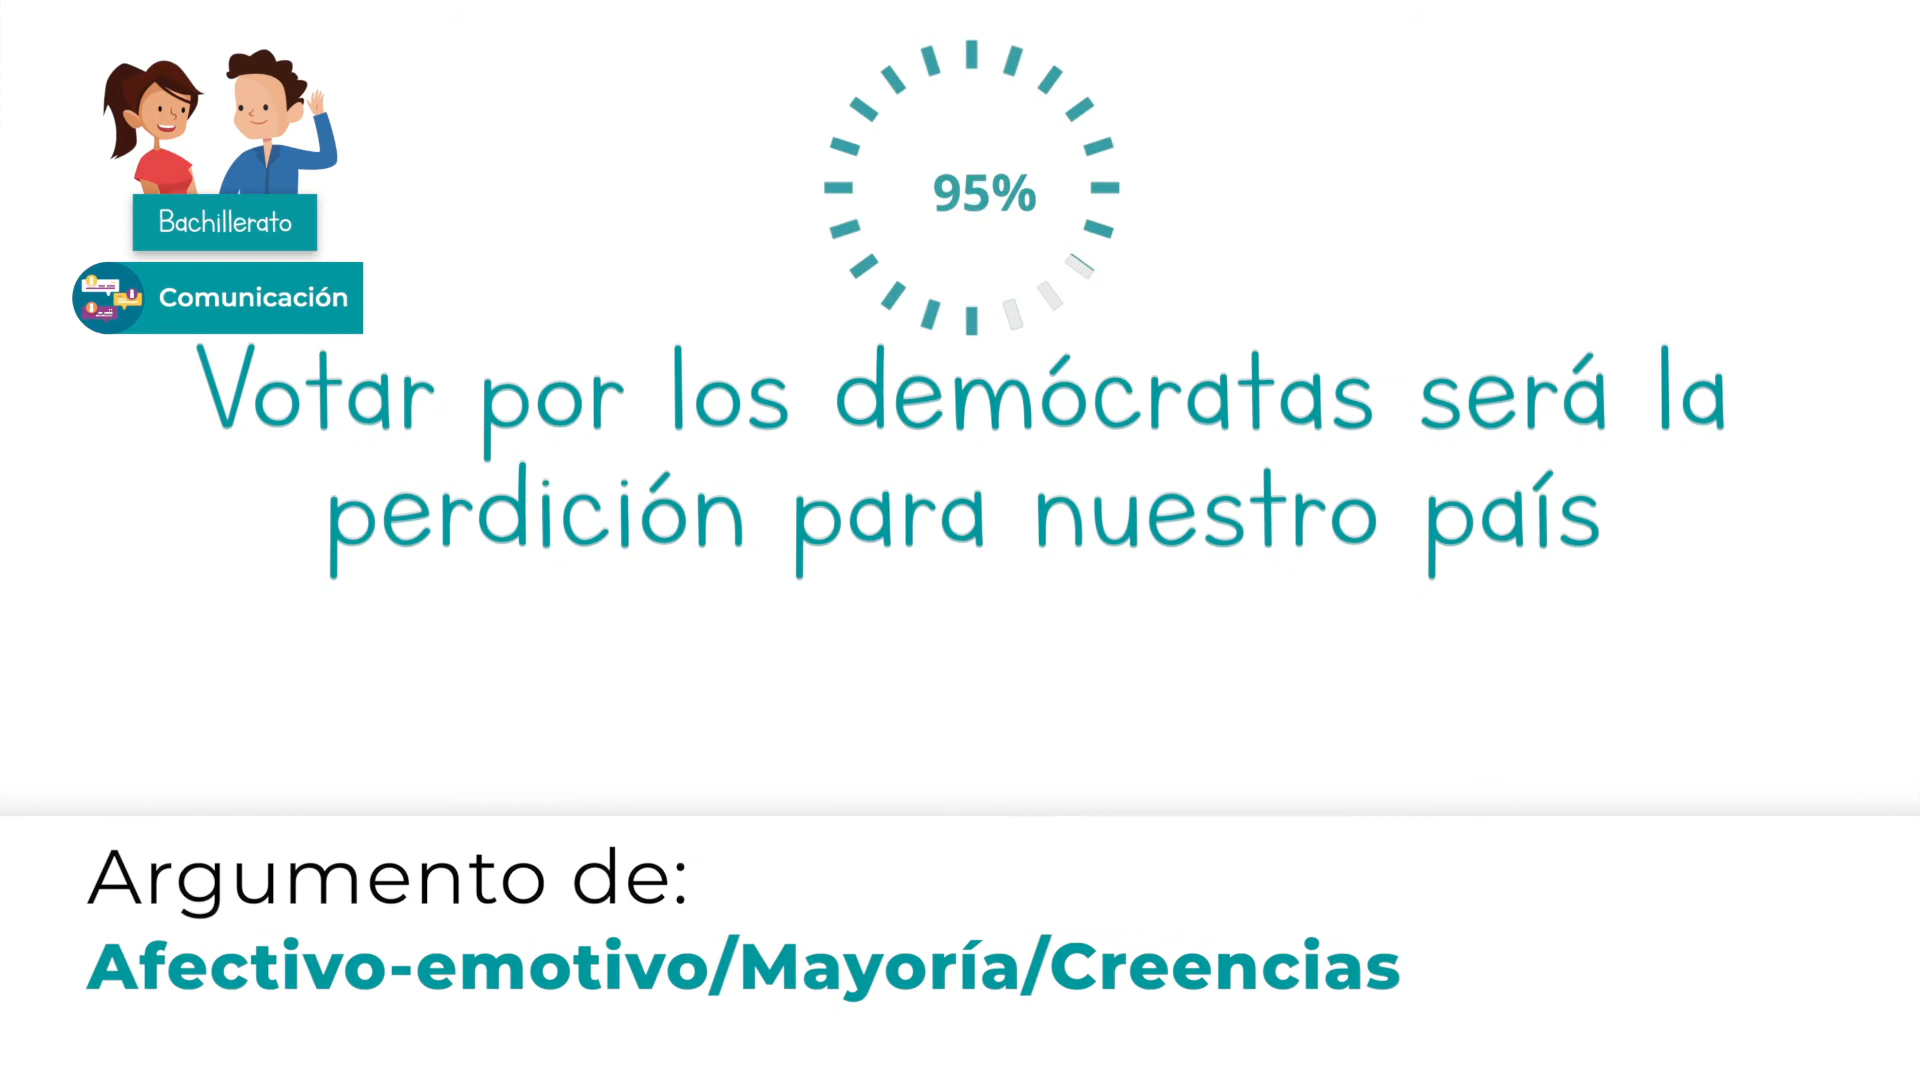 Bachillerato
Comunicación
95%
Votar por los demócratas será la
perdición para nuestro país
Argumento de:
Afectivo-emotivo/Mayoría/Creencias